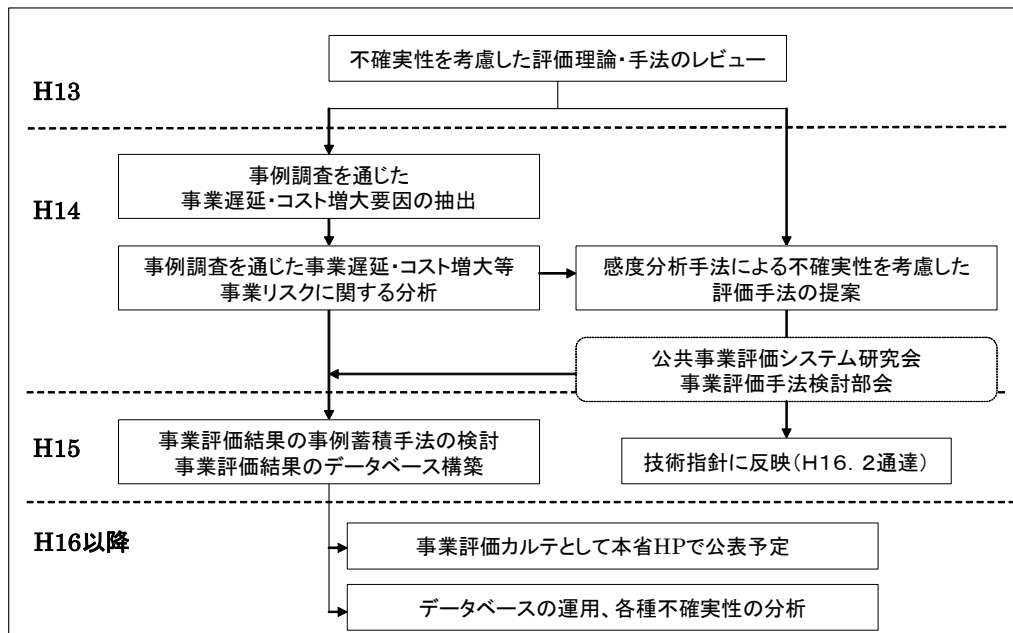 不確実性を考慮した評価理論・手法のレビュー
H13
事例調査を通じた
事業遅延・コスト増大要因の抽出
H14
事例調査を通じた事業遅延・コスト増大等
事業リスクに関する分析
感度分析手法による不確実性を考慮した
評価手法の提案
公共事業評価システム研究会
事業評価手法検討部会
H15
事業評価結果の事例蓄積手法の検討
事業評価結果のデータベース構築
技術指針に反映(H16.2通達)
H16以降
事業評価カルテとして本省HPで公表予定
データベースの運用、各種不確実性の分析